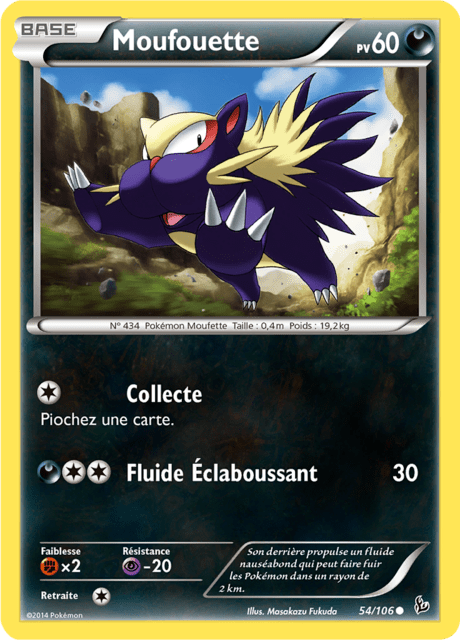 BASE
Moufouette
PV60
N° 434 Pokémon Moufette Taille : 0,4m Poids : 19,2kg
Collecte
Piochez une carte.
Fluide Éclaboussant 30
Faiblesse
×2
Résistance
-20
Retraite
Son derrière propulse un fluide
nauséabond qui peut faire fuir
les Pokémon dans un rayon de
2 km.
©2014 Pokémon
Illus. Masakazu Fukuda
54/106